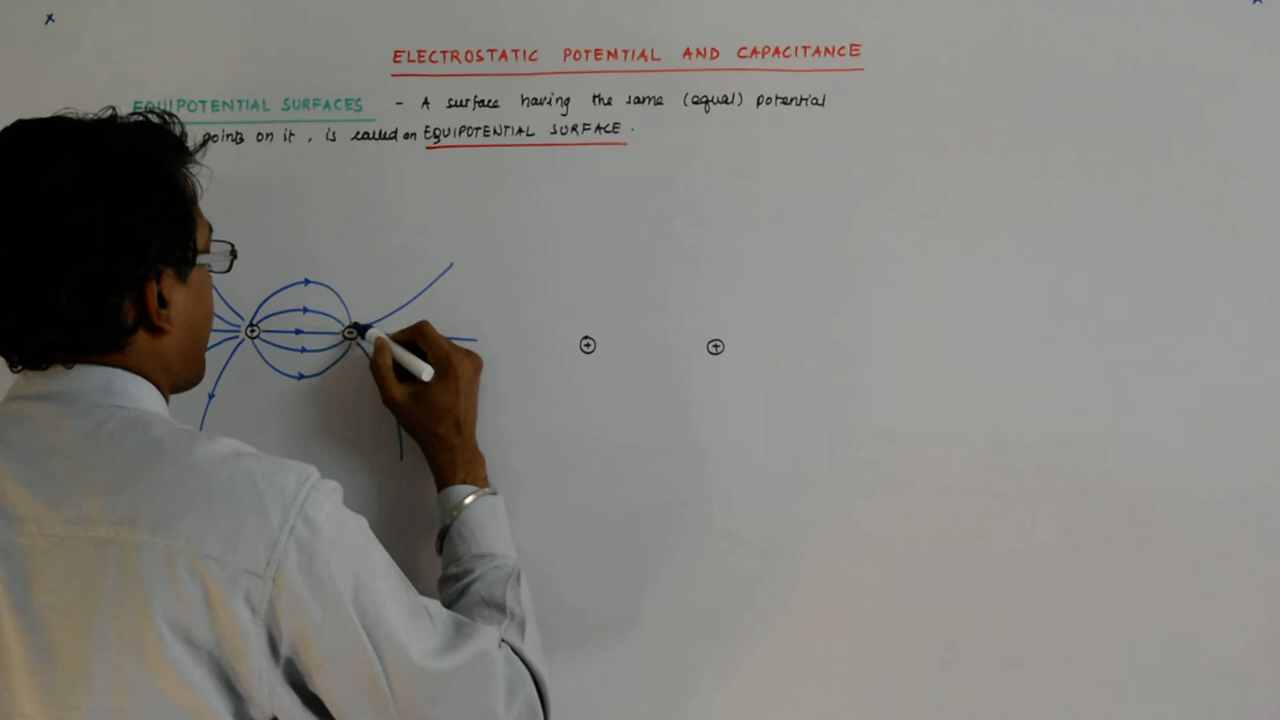 x
x
ELECTROSTATIC POTENTIAL AND CAPACITANCE
EQUIPOTENTIAL SURFACES - A surface having the same (equal) potential
points on it, is called an EQUIPOTENTIAL SURFACE.
+ - + +